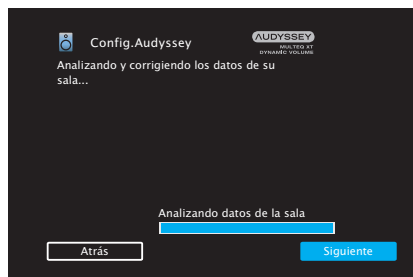 Config.Audyssey
AUDYSSEY
MULTEQ XT
DYNAMIC VOLUME
Analizando y corrigiendo los datos de su
sala...
Analizando datos de la sala
Atrás
Siguiente